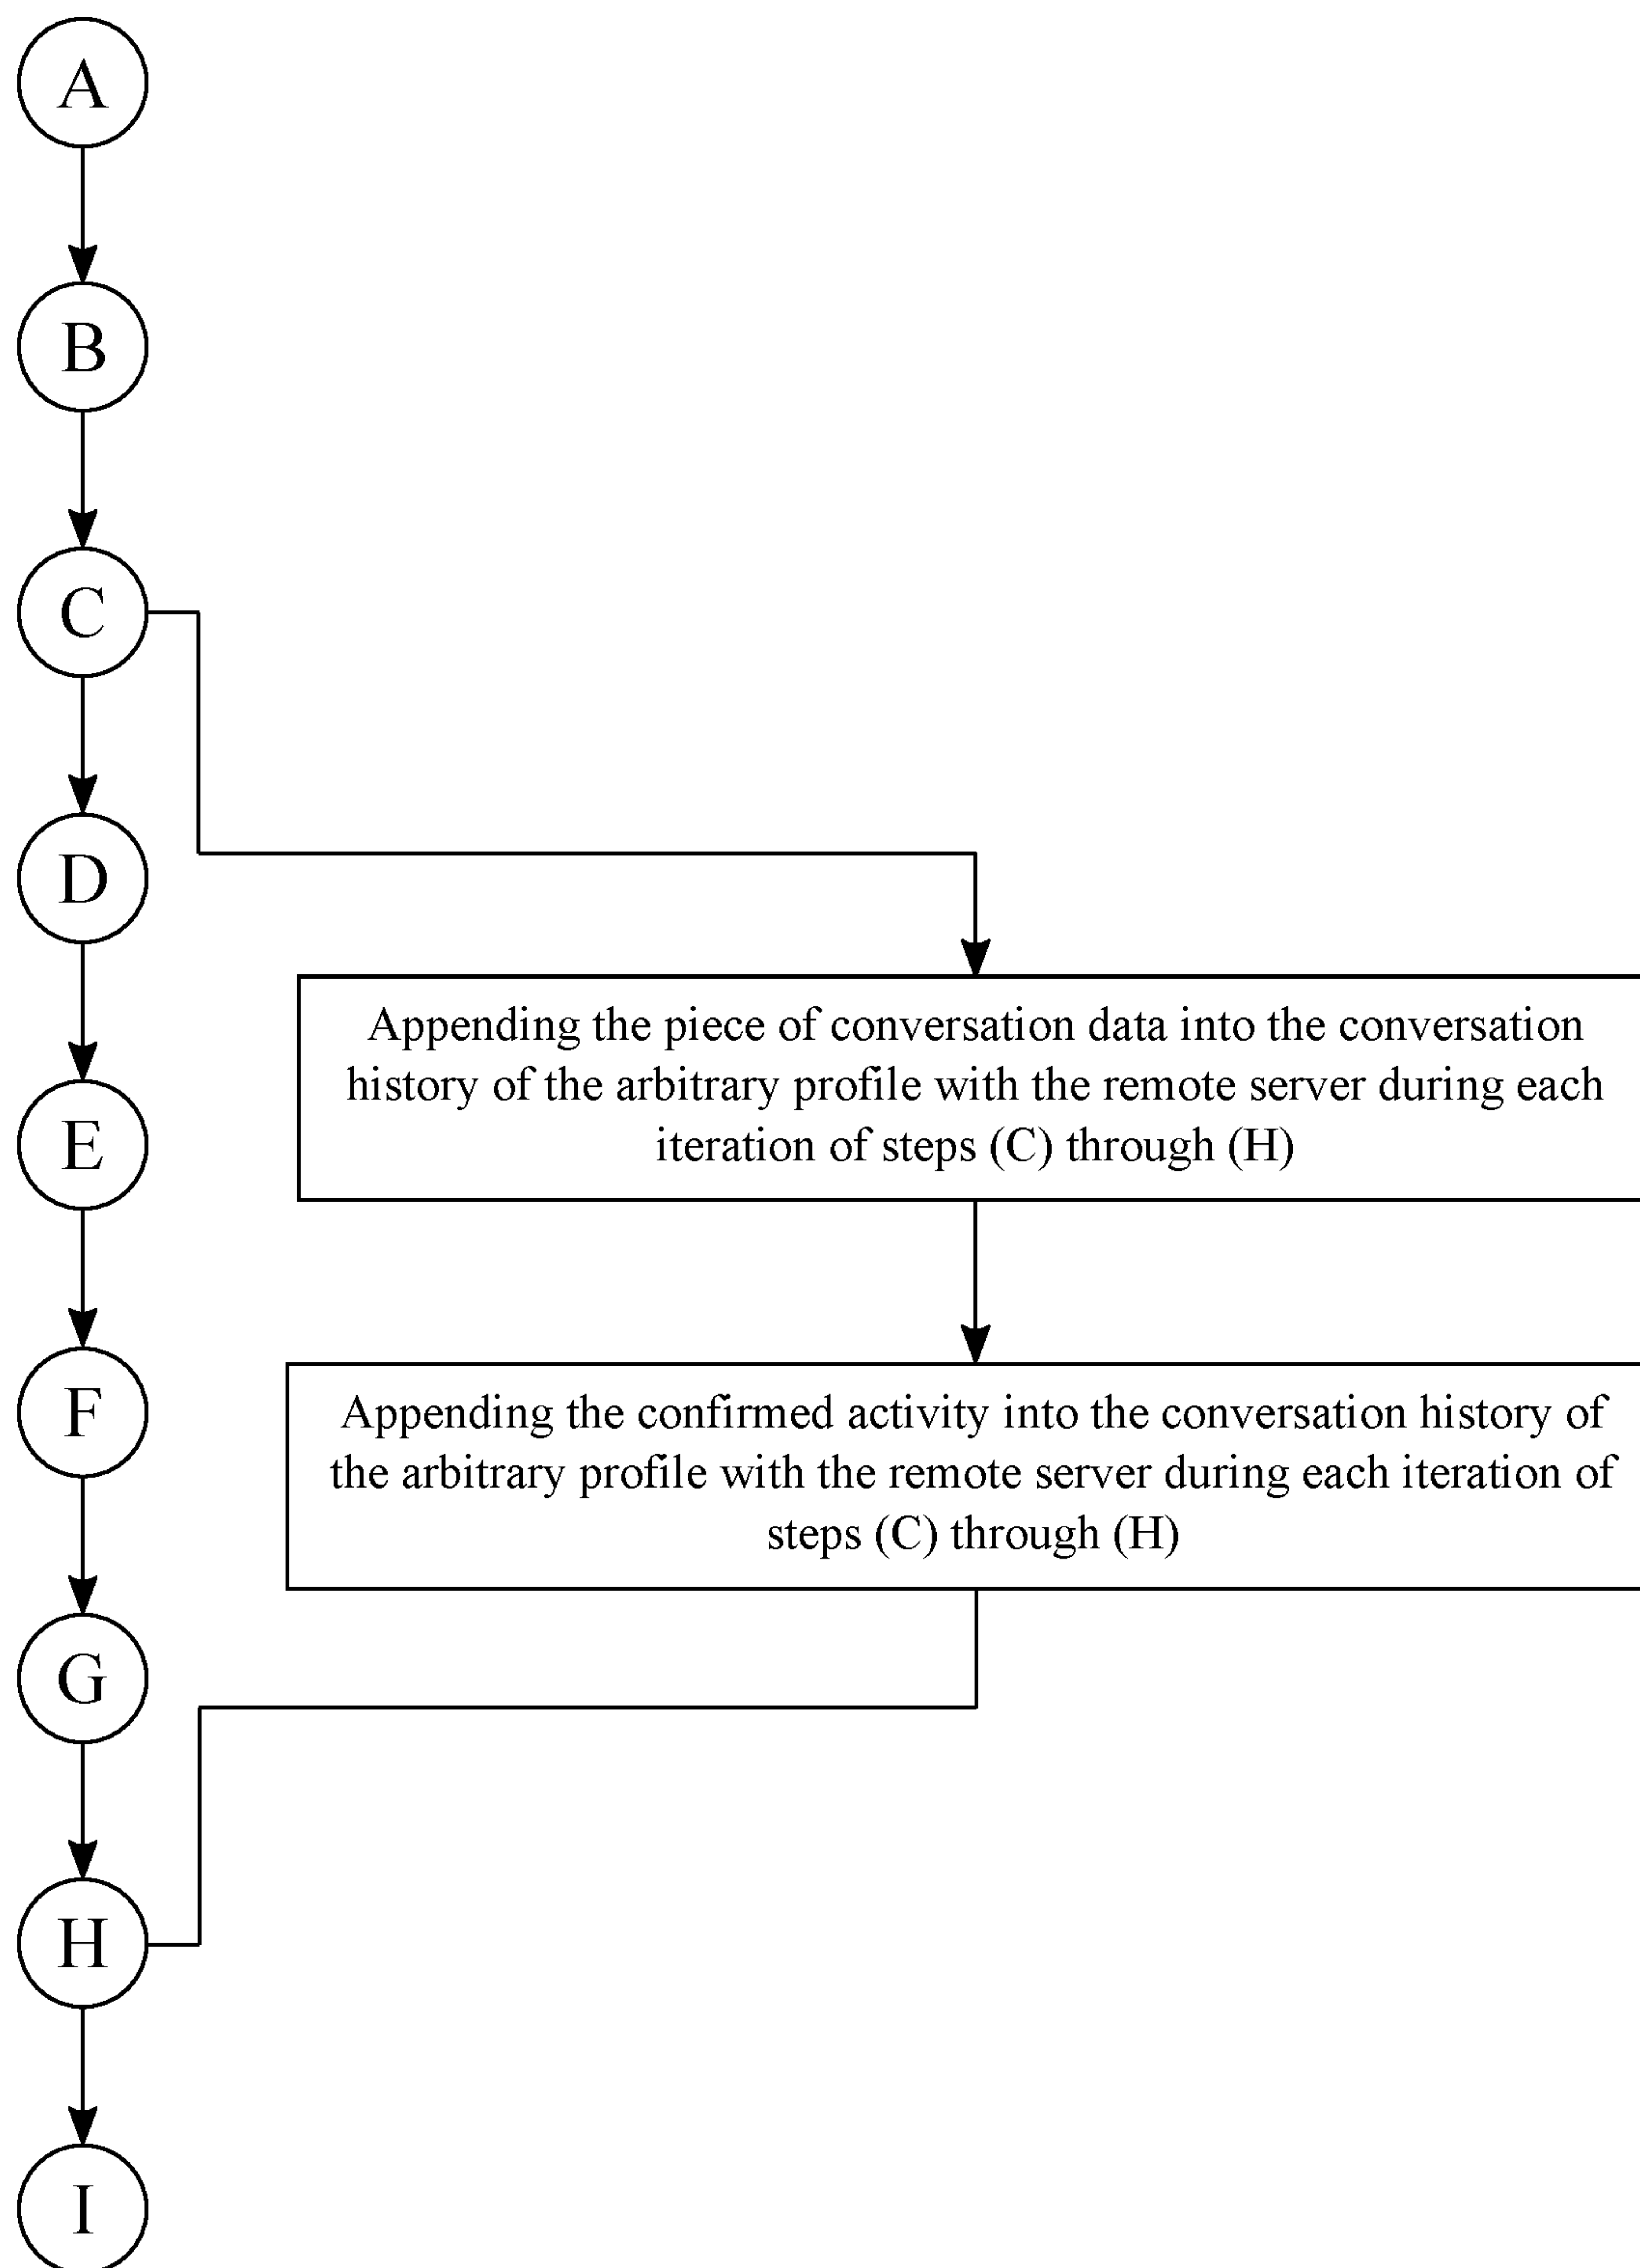 A
B
C
D
Appending the piece of conversation data into the conversation
history of the arbitrary profile with the remote server during each
iteration of steps (C) through (H)
E
Appending the confirmed activity into the conversation history of
the arbitrary profile with the remote server during each iteration of
steps (C) through (H)
F
G
H
I